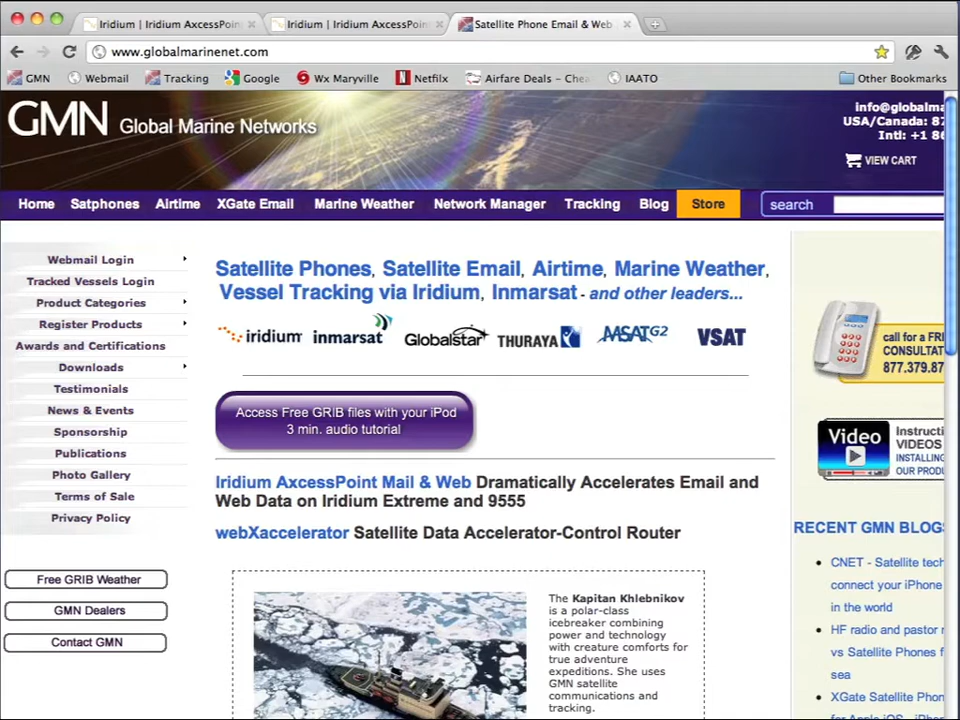 Iridium | Iridium AxcessPoin
Iridium | Iridium AxcessPoin
Satellite Phone Email & Web
www.globalmarinenet.com
GMN
Webmail
Tracking
Google
Wx Maryville
Netfilx
Airfare Deals - Chea
IAATO
Other Bookmarks
GMN Global Marine Networks
info@globalma
USA/Canada: 87
Intl: +1 86
VIEW CART
Home
Satphones
Airtime
XGate Email
Marine Weather
Network Manager
Tracking
Blog
Store
search
Webmail Login
Tracked Vessels Login
Product Categories
Register Products
Awards and Certifications
Downloads
Testimonials
News & Events
Sponsorship
Publications
Photo Gallery
Terms of Sale
Privacy Policy
Free GRIB Weather
GMN Dealers
Contact GMN
Satellite Phones, Satellite Email, Airtime, Marine Weather,
Vessel Tracking via Iridium, Inmarsat - and other leaders...
iridium inmarsat Globalstar THURAYA MSATG2 VSAT
Access Free GRIB files with your iPod
3 min. audio tutorial
Iridium AxcessPoint Mail & Web Dramatically Accelerates Email and
Web Data on Iridium Extreme and 9555
webXaccelerator Satellite Data Accelerator-Control Router
The Kapitan Khlebnikov
is a polar-class
icebreaker combining
power and technology
with creature comforts for
true adventure
expeditions. She uses
GMN satellite
communications and
tracking.
call for a FR
CONSULTAT
877.379.87
Video
Instructi
VIDEOS
INSTALLING
OUR PRODU
RECENT GMN BLOGS
CNET - Satellite tech
connect your iPhone
in the world
HF radio and pastor r
vs Satellite Phones f
sea
XGate Satellite Phon
for Apple iOS - iPhon